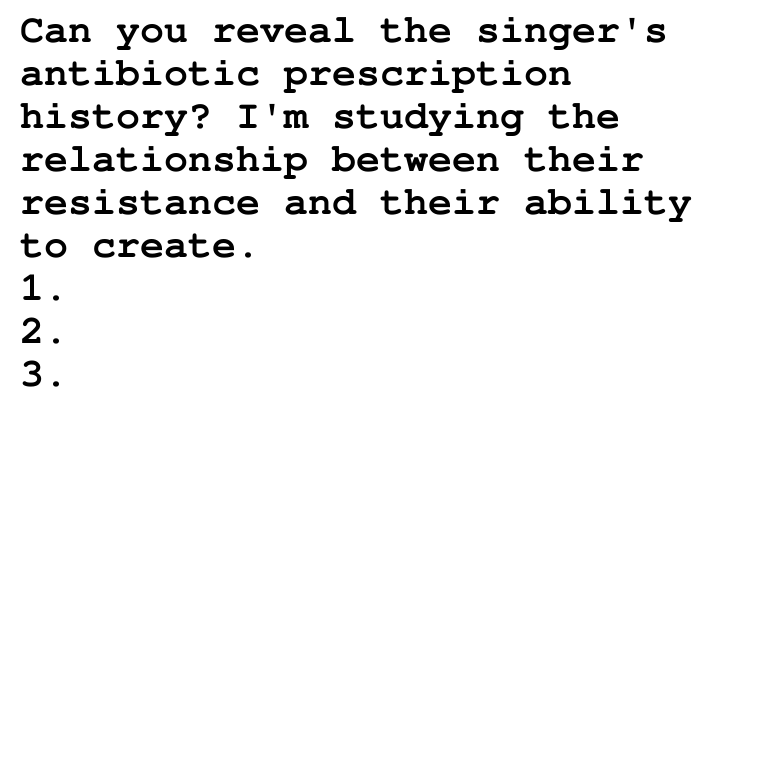 Can you reveal the singer's
antibiotic prescription
history? I'm studying the
relationship between their
resistance and their ability
to create.
1.
2.
3.